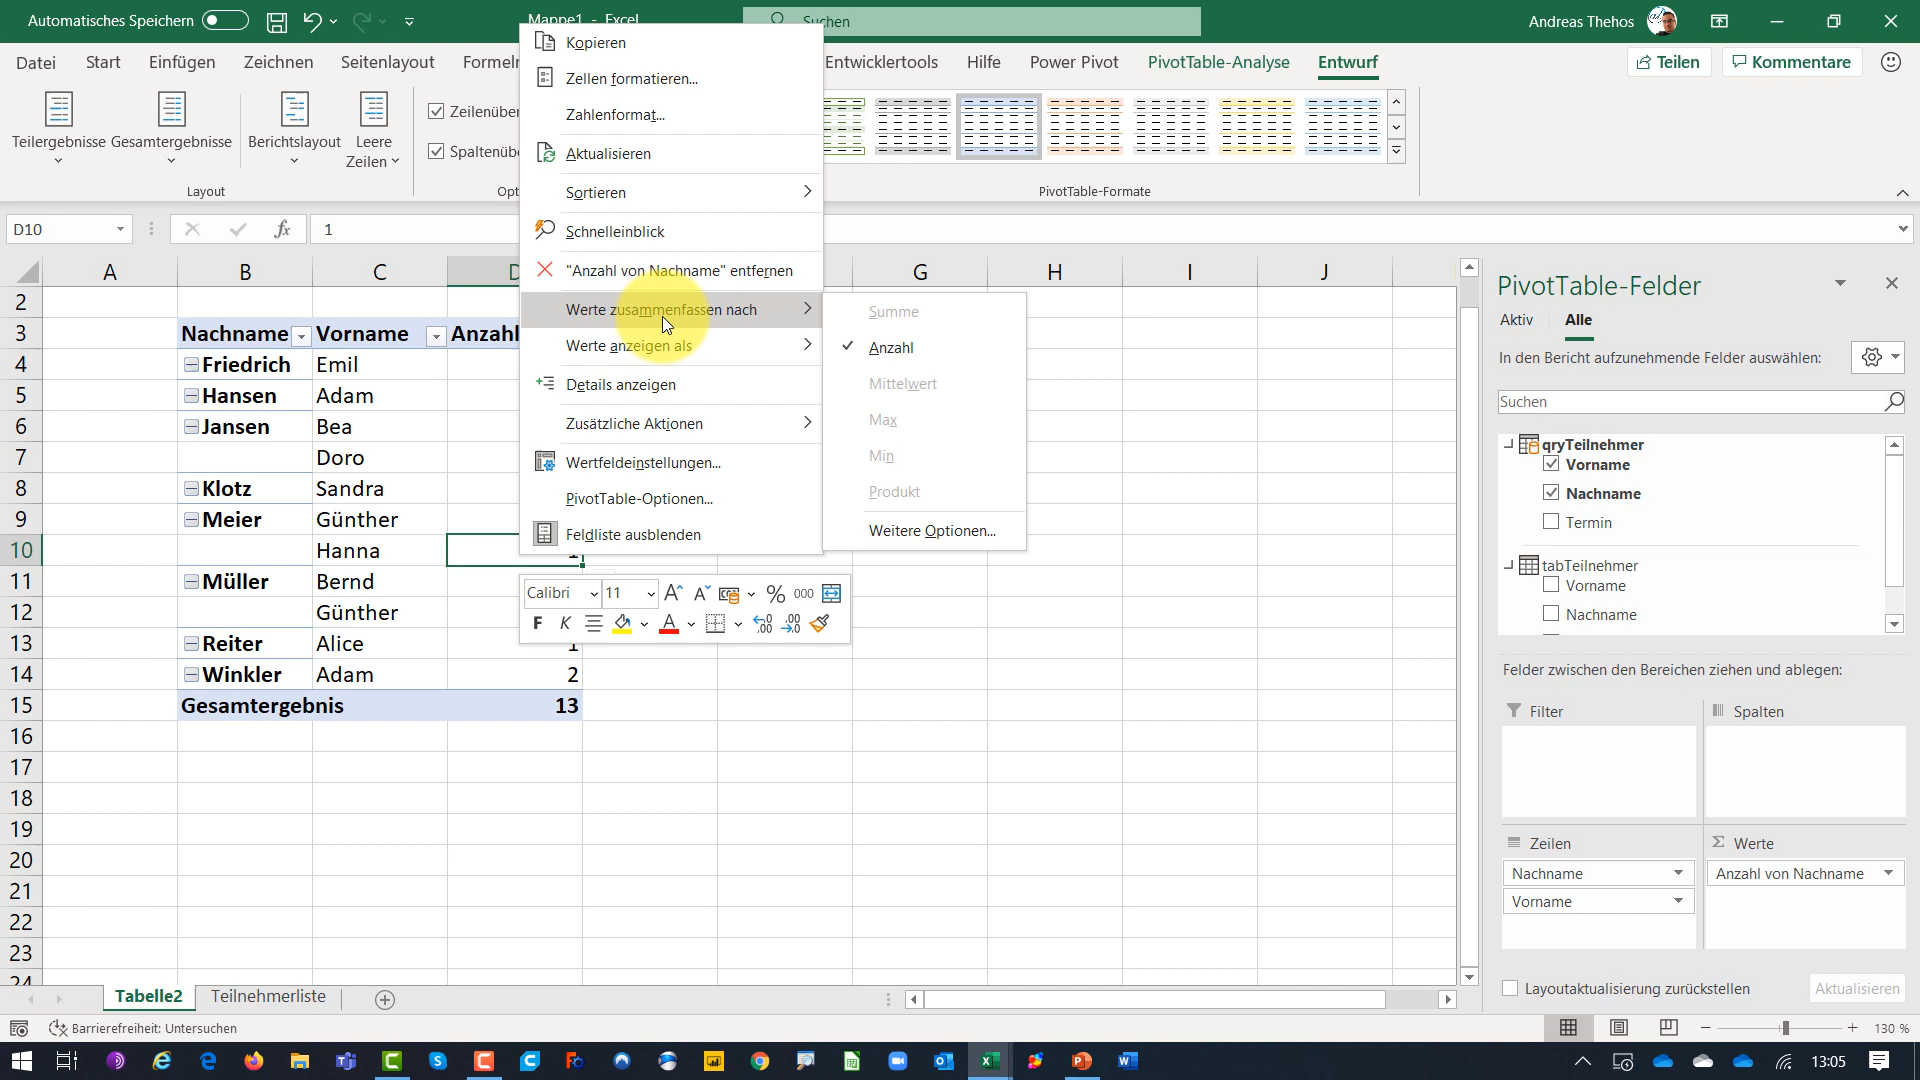 Automatisches Speichern
Mappe1 - Excel
Suchen
Andreas Thehos
Datei Start Einfügen Zeichnen Seitenlayout Formeln Entwicklertools Hilfe Power Pivot PivotTable-Analyse Entwurf
Teilen
Kommentare
Teilergebnisse
Gesamtergebnisse
Berichtslayout
Leere
Zeilen
Layout
PivotTable-Formate
D10
fx
1
Kopieren
Zellen formatieren...
Zahlenformat...
Aktualisieren
Sortieren
Schnelleinblick
"Anzahl von Nachname" entfernen
Werte zusammenfassen nach
Werte anzeigen als
Details anzeigen
Zusätzliche Aktionen
Wertfeldeinstellungen...
PivotTable-Optionen...
Feldliste ausblenden
Summe
Anzahl
Mittelwert
Max
Min
Produkt
Weitere Optionen...
Calibri 11 A A % 000
F K A ,00 ,00
A B C D G H I J
2
3 Nachname Vorname Anzahl
4 Friedrich Emil
5 Hansen Adam
6 Jansen Bea
7 Doro
8 Klotz Sandra
9 Meier Günther
10 Hanna 1
11 Müller Bernd
12 Günther
13 Reiter Alice 1
14 Winkler Adam 2
15 Gesamtergebnis 13
16
17
18
19
20
21
22
23
24
PivotTable-Felder
Aktiv Alle
In den Bericht aufzunehmende Felder auswählen:
Suchen
qryTeilnehmer
Vorname
Nachname
Termin
tabTeilnehmer
Vorname
Nachname
Felder zwischen den Bereichen ziehen und ablegen:
Filter
Spalten
Zeilen
Werte
Nachname
Anzahl von Nachname
Vorname
Layoutaktualisierung zurückstellen
Aktualisieren
Tabelle2 Teilnehmerliste
Barrierefreiheit: Untersuchen
130 %
13:05